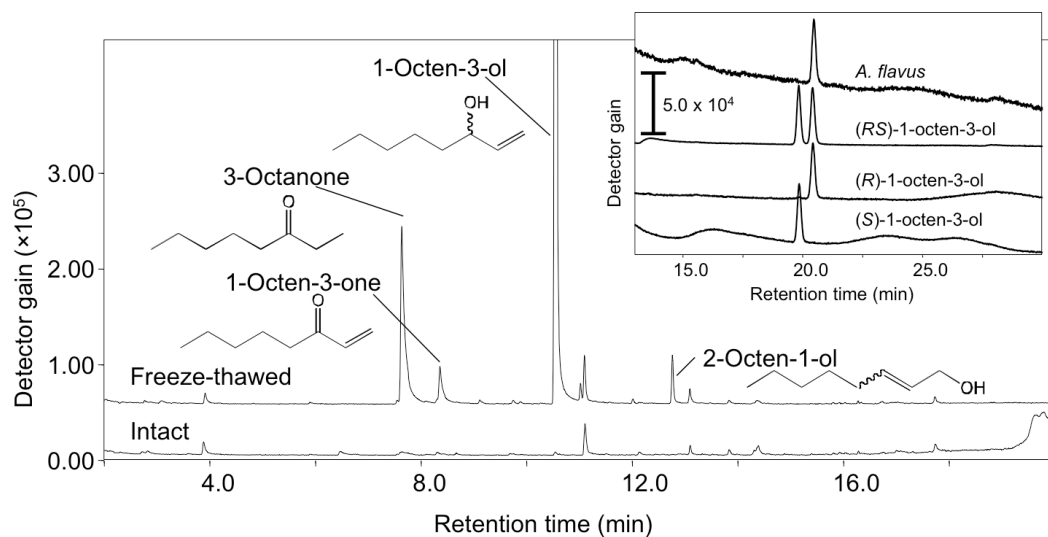 1-Octen-3-ol
OH
3-Octanone
O
1-Octen-3-one
O
Freeze-thawed
Intact
2-Octen-1-ol
OH
Detector gain (×10⁵)
3.00
2.00
1.00
0.00
4.0
8.0
12.0
16.0
Retention time (min)
A. flavus
5.0 x 10⁴
(RS)-1-octen-3-ol
(R)-1-octen-3-ol
(S)-1-octen-3-ol
Detector gain
15.0
20.0
25.0
Retention time (min)